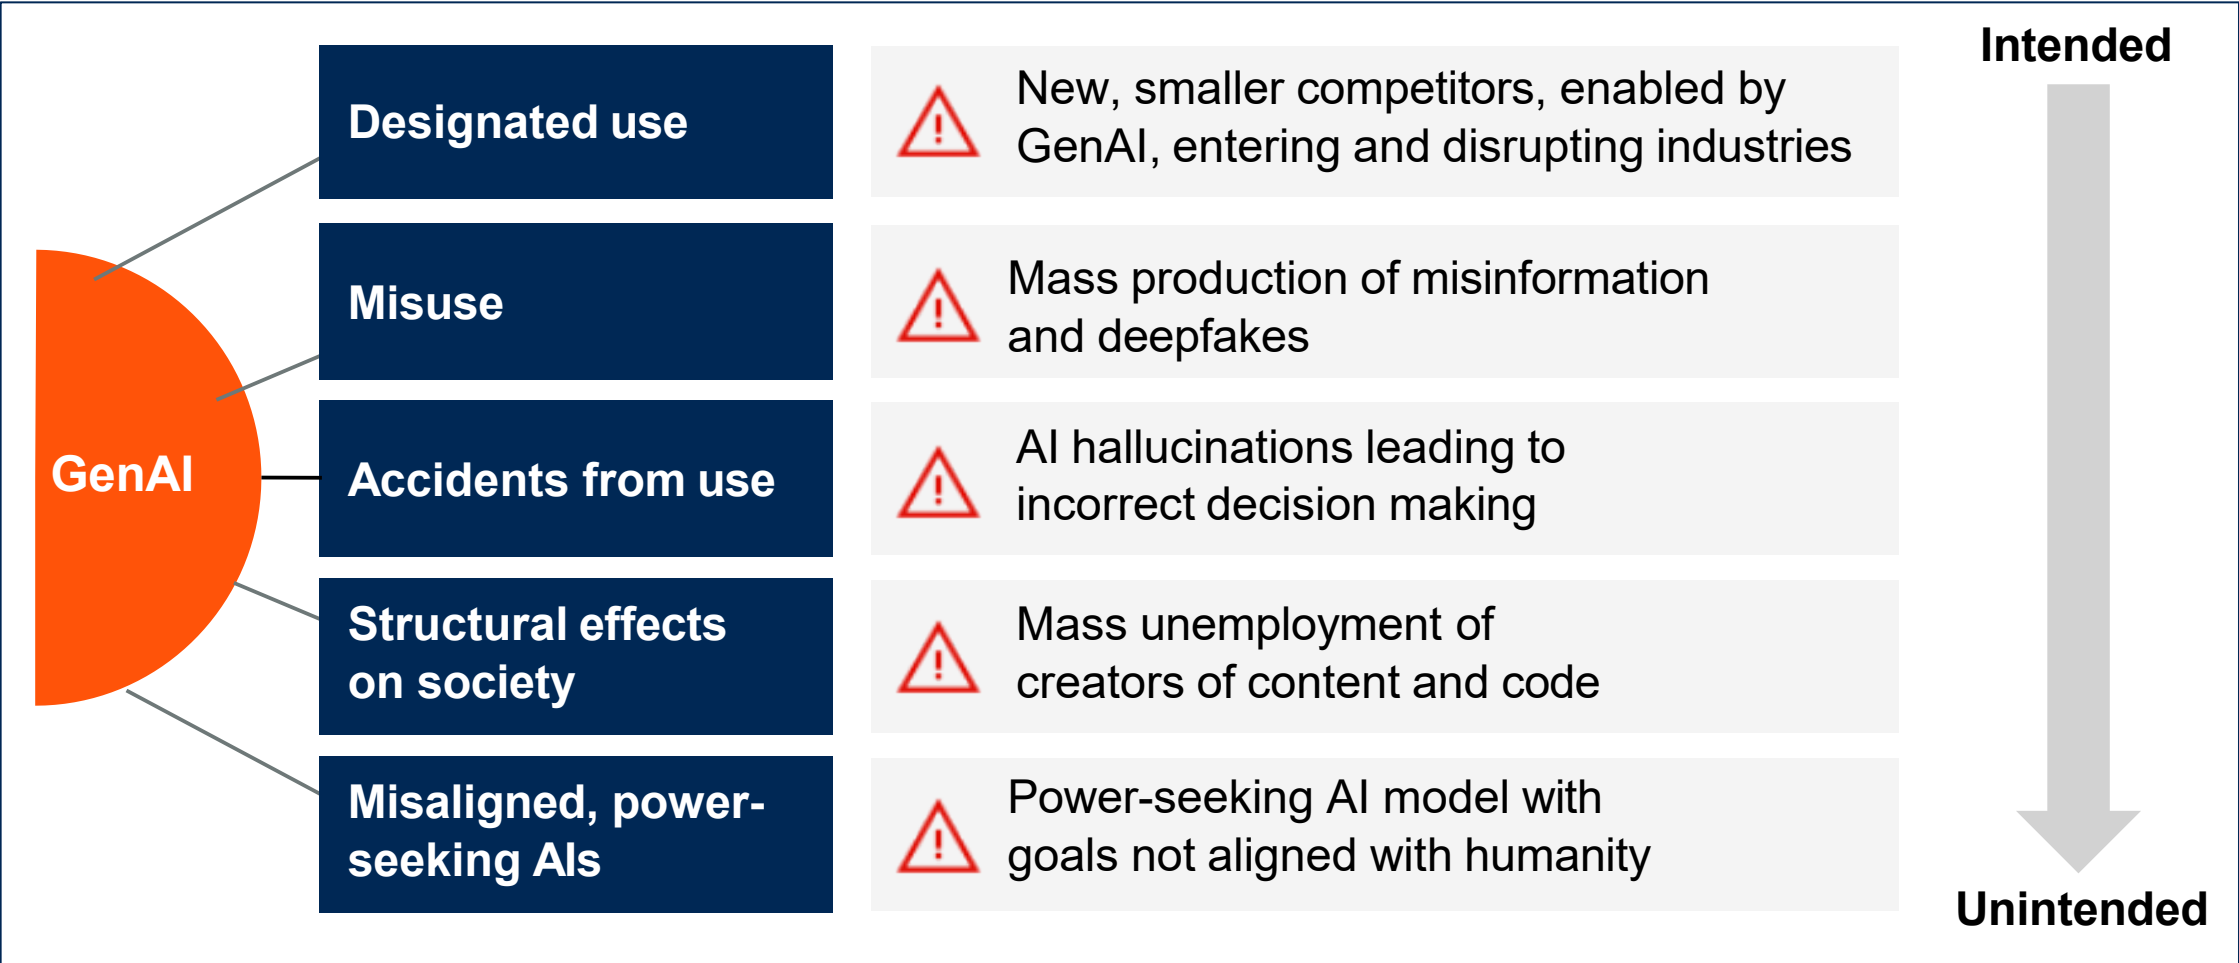 Intended
Designated use
New, smaller competitors, enabled by
GenAI, entering and disrupting industries
Misuse
Mass production of misinformation
and deepfakes
GenAI
Accidents from use
AI hallucinations leading to
incorrect decision making
Structural effects
on society
Mass unemployment of
creators of content and code
Misaligned, power-
seeking AIs
Power-seeking AI model with
goals not aligned with humanity
Unintended